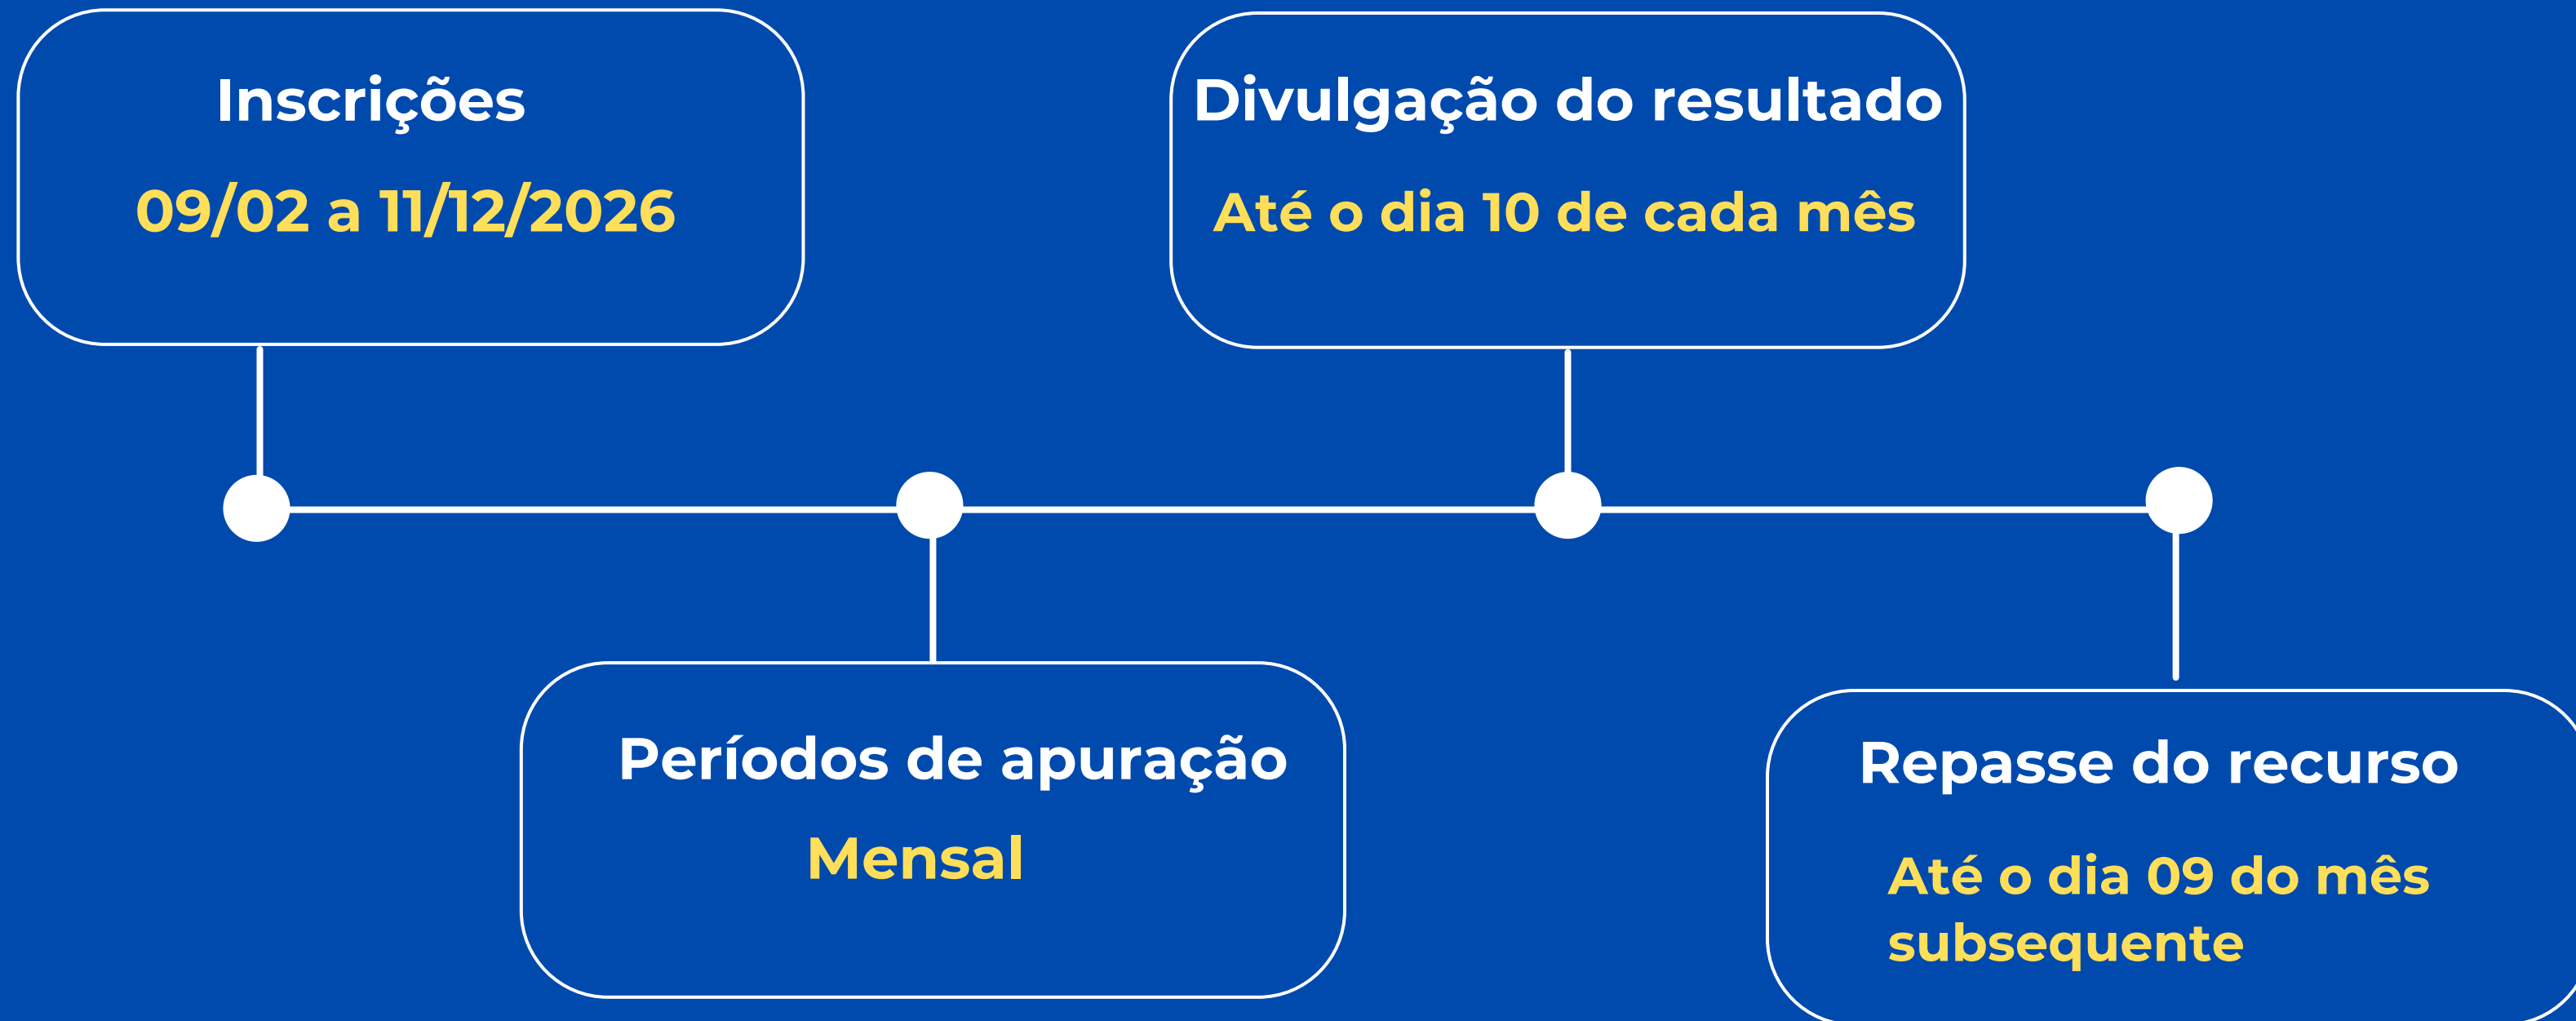 Inscrições
09/02 a 11/12/2026
Períodos de apuração
Mensal
Divulgação do resultado
Até o dia 10 de cada mês
Repasse do recurso
Até o dia 09 do mês
subsequente